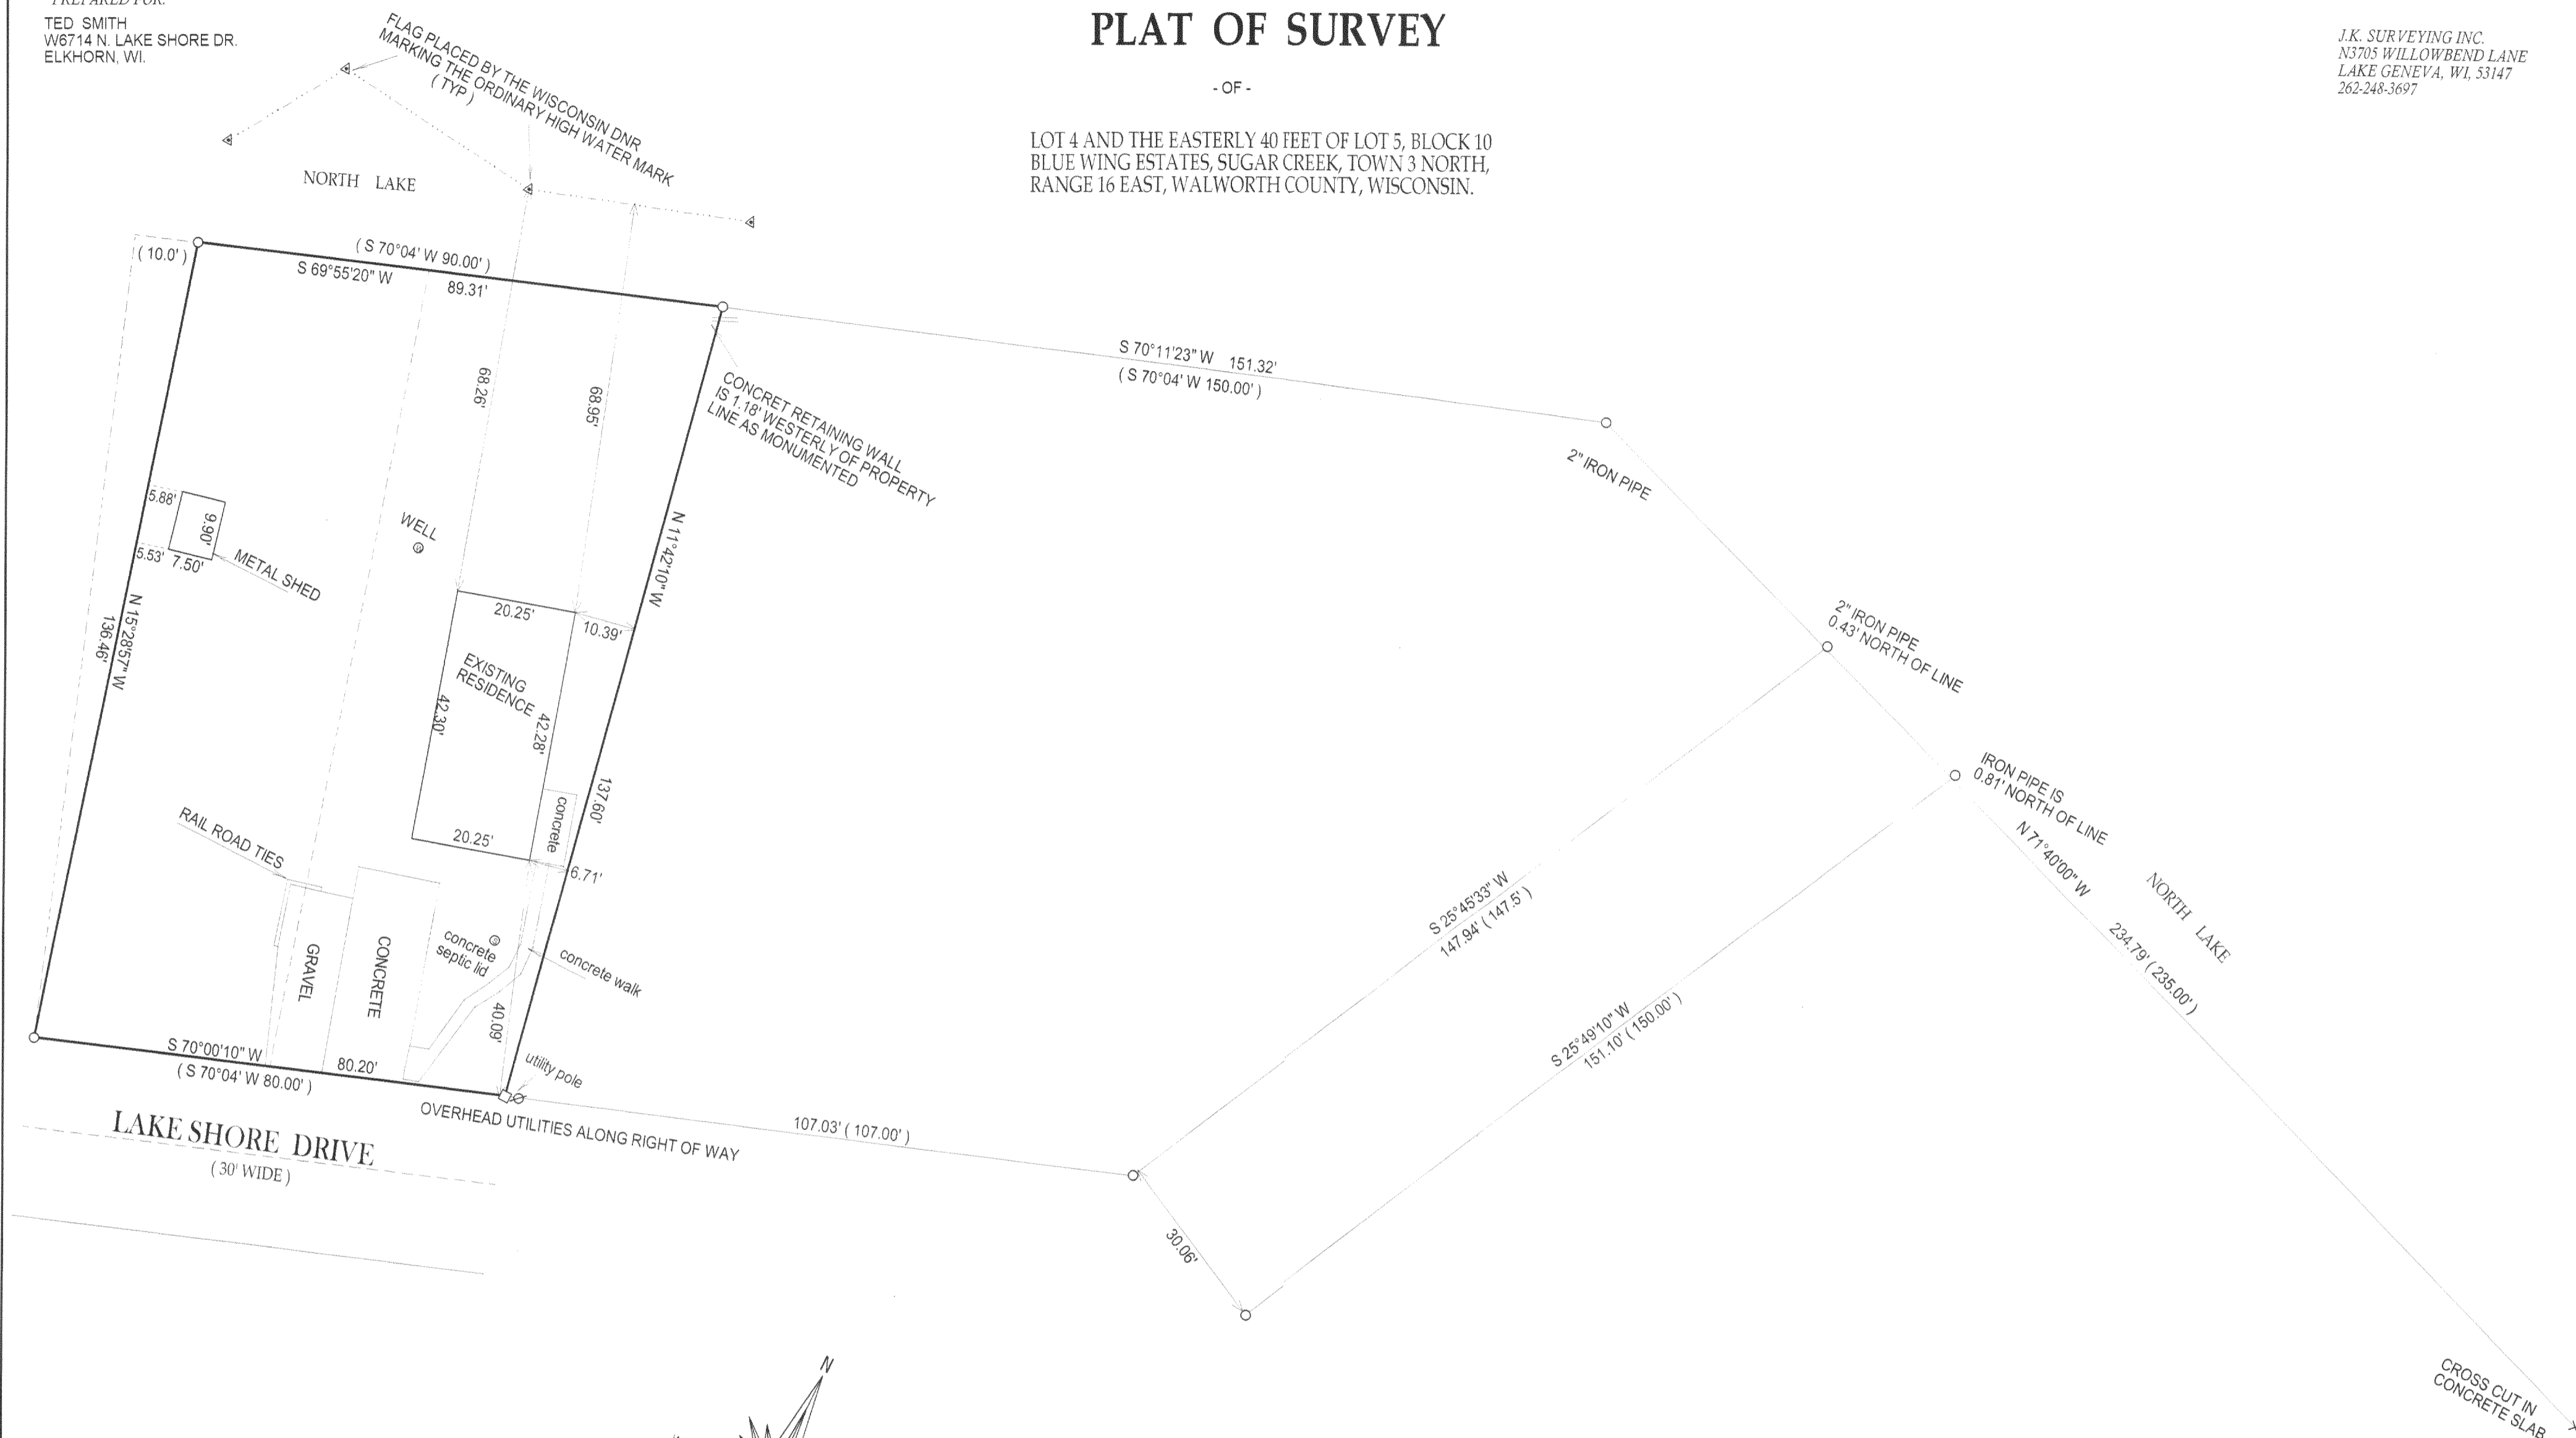 PREPARED FOR:
TED SMITH
W6714 N. LAKE SHORE DR.
ELKHORN, WI.
FLAG PLACED BY THE WISCONSIN DNR
MARKING THE ORDINARY HIGH WATER MARK
( TYP )
PLAT OF SURVEY
- OF -
LOT 4 AND THE EASTERLY 40 FEET OF LOT 5, BLOCK 10
BLUE WING ESTATES, SUGAR CREEK, TOWN 3 NORTH,
RANGE 16 EAST, WALWORTH COUNTY, WISCONSIN.
J.K. SURVEYING INC.
N3705 WILLOWBEND LANE
LAKE GENEVA, WI, 53147
262-248-3697
NORTH LAKE
( 10.0' )
( S 70°04' W 90.00' )
S 69°55'20" W
89.31'
68.26'
68.95'
S 70°11'23" W 151.32'
( S 70°04' W 150.00' )
CONCRET RETAINING WALL
IS 1.18' WESTERLY OF PROPERTY
LINE AS MONUMENTED
2" IRON PIPE
5.88'
9.90'
5.53'
7.50'
METAL SHED
WELL
N 11°42'10" W
N 15°28'57" W
136.46'
20.25'
10.39'
EXISTING
RESIDENCE
42.30'
42.28'
137.60'
concrete
20.25'
6.71'
2" IRON PIPE
0.43' NORTH OF LINE
IRON PIPE IS
0.81' NORTH OF LINE
N 71°40'00" W
234.79' ( 235.00' )
NORTH LAKE
RAIL ROAD TIES
GRAVEL
CONCRETE
concrete
septic lid
concrete walk
40.09'
S 25°45'33" W
147.94' ( 147.5' )
S 25°49'10" W
151.10' ( 150.00' )
S 70°00'10" W
80.20'
( S 70°04' W 80.00' )
utility pole
OVERHEAD UTILITIES ALONG RIGHT OF WAY
107.03' ( 107.00' )
LAKE SHORE DRIVE
( 30' WIDE )
30.06'
N
CROSS CUT IN
CONCRETE SLAB